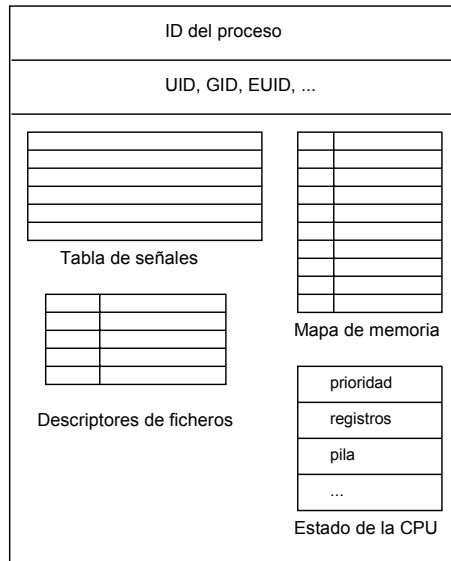 ID del proceso
UID, GID, EUID, ...
Tabla de señales
Mapa de memoria
Descriptores de ficheros
prioridad
registros
pila
...
Estado de la CPU